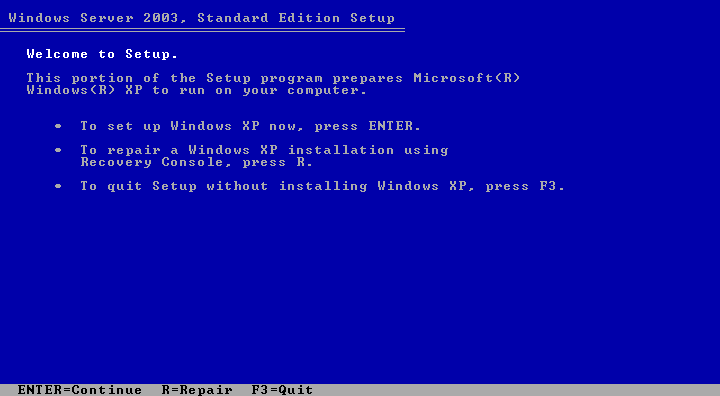 Windows Server 2003, Standard Edition Setup
Welcome to Setup.
This portion of the Setup program prepares Microsoft(R)
Windows(R) XP to run on your computer.
• To set up Windows XP now, press ENTER.
• To repair a Windows XP installation using
Recovery Console, press R.
• To quit Setup without installing Windows XP, press F3.
ENTER=Continue R=Repair F3=Quit